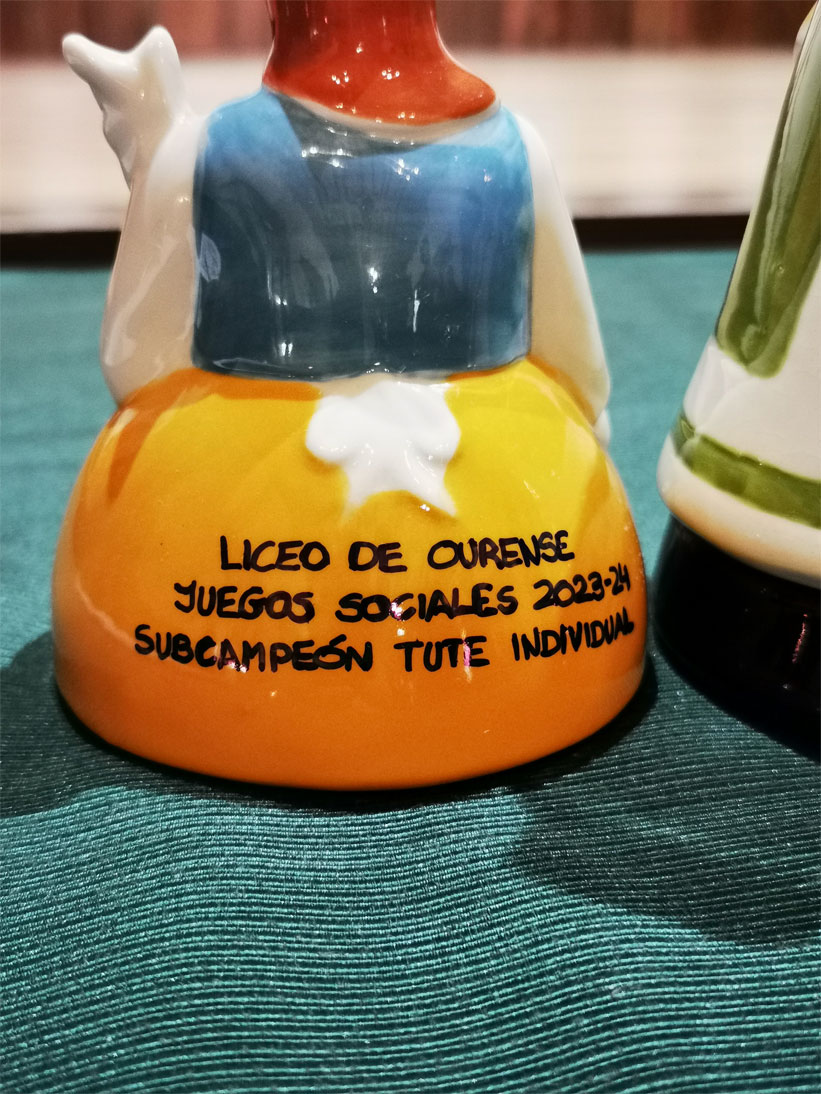 LICEO DE OURENSE
JUEGOS SOCIALES 2023-24
SUBCAMPEÓN TUTE INDIVIDUAL